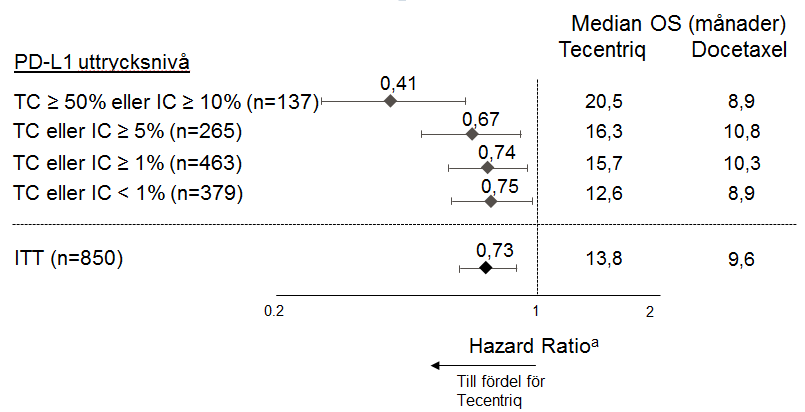 Median OS (månader)
Tecentriq Docetaxel
PD-L1 uttrycksnivå
0,41
TC ≥ 50% eller IC ≥ 10% (n=137) 20,5 8,9
0,67
TC eller IC ≥ 5% (n=265) 16,3 10,8
0,74
TC eller IC ≥ 1% (n=463) 15,7 10,3
0,75
TC eller IC < 1% (n=379) 12,6 8,9
0,73
ITT (n=850) 13,8 9,6
0.2 1 2
Hazard Ratioᵃ
Till fördel för
Tecentriq